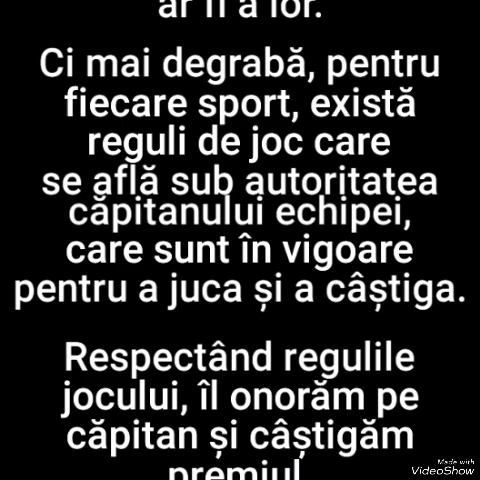 ar fi a lor.
Ci mai degrabă, pentru
fiecare sport, există
reguli de joc care
se află sub autoritatea
căpitanului echipei,
care sunt în vigoare
pentru a juca și a câștiga.
Respectând regulile
jocului, îl onorăm pe
căpitan și câștigăm
premiul
Made with
VideoShow